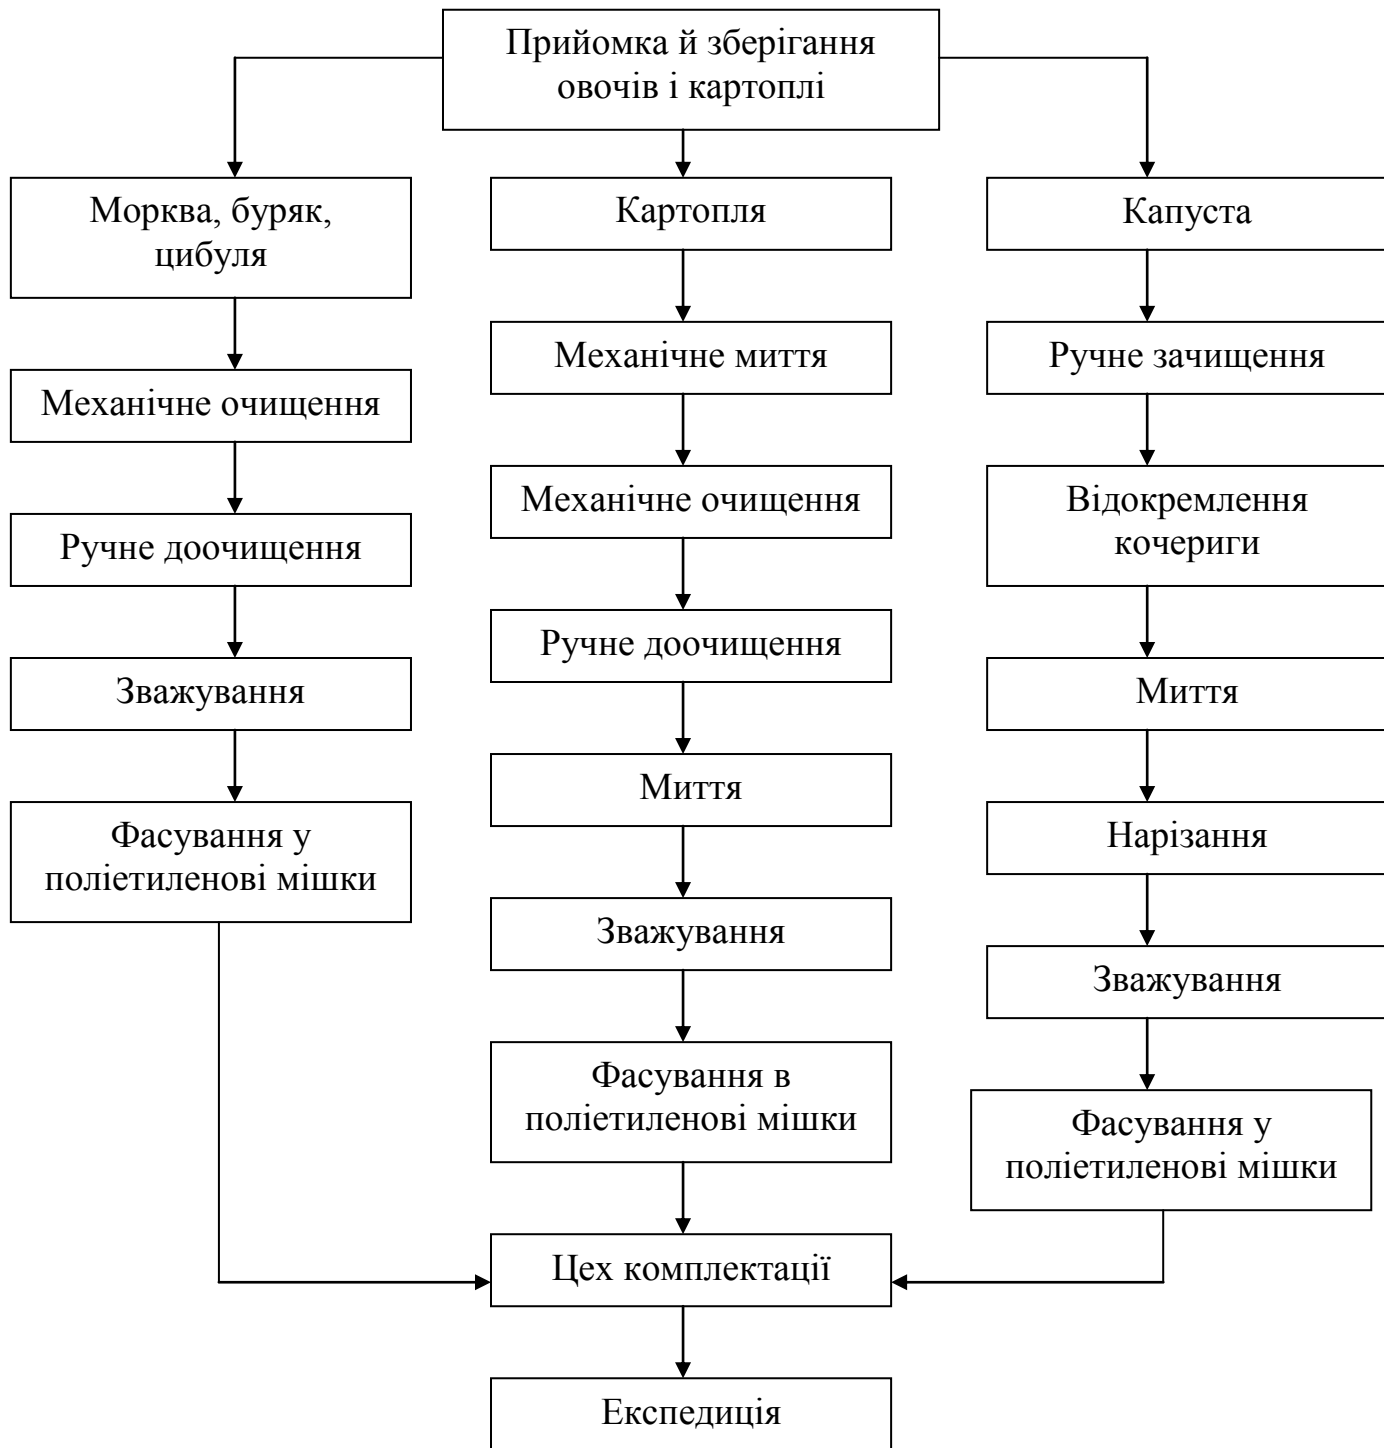 Прийомка й зберігання
овочів і картоплі
Морква, буряк,
цибуля
Механічне очищення
Ручне доочищення
Зважування
Фасування у
поліетиленові мішки
Картопля
Механічне миття
Механічне очищення
Ручне доочищення
Миття
Зважування
Фасування в
поліетиленові мішки
Капуста
Ручне зачищення
Відокремлення
кочериги
Миття
Нарізання
Зважування
Фасування у
поліетиленові мішки
Цех комплектації
Експедиція